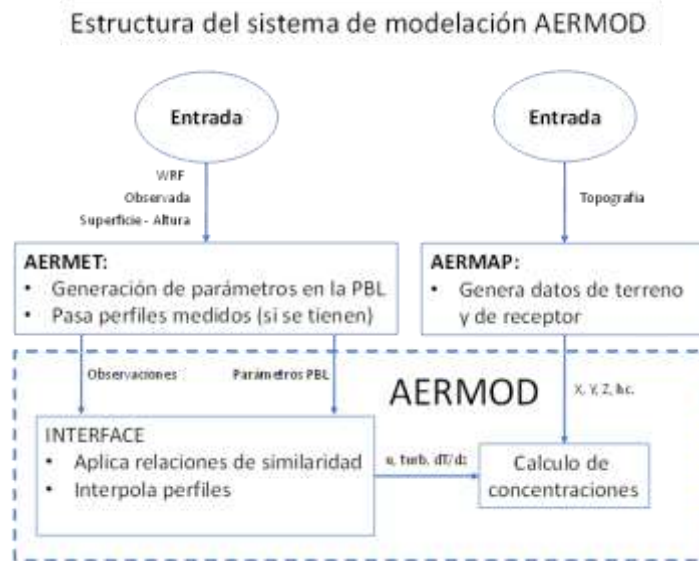 Estructura del sistema de modelación AERMOD
Entrada
Entrada
WRF
Observada
Superficie - Altura
Topografia
AERMET:
• Generación de parámetros en la PBL
• Pasa perfiles medidos (si se tienen)
AERMAP:
• Genera datos de terreno
y de receptor
Observaciones
Parámetros PBL
AERMOD
X, Y, Z, h.c.
INTERFACE
• Aplica relaciones de similaridad
• Interpola perfiles
u, turb. dT/dz
Calculo de
concentraciones